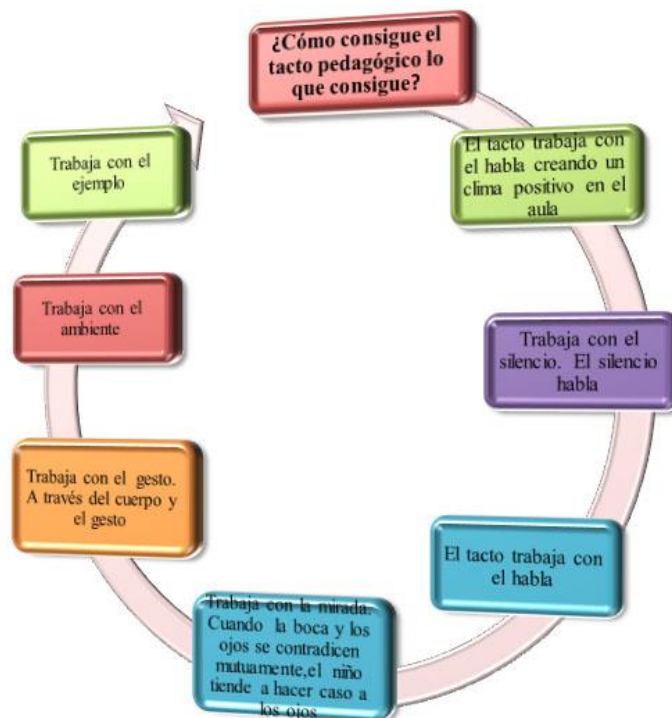 ¿Cómo consigue el
tacto pedagógico lo
que consigue?
El tacto trabaja con
el habla creando un
clima positivo en el
aula
Trabaja con el
silencio. El silencio
habla
El tacto trabaja con
el habla
Trabaja con la mirada.
Cuando la boca y los
ojos se contradicen
mutuamente,el niño
tiende a hacer caso a
los ojos
Trabaja con el gesto.
A través del cuerpo y
el gesto
Trabaja con el
ambiente
Trabaja con el
ejemplo